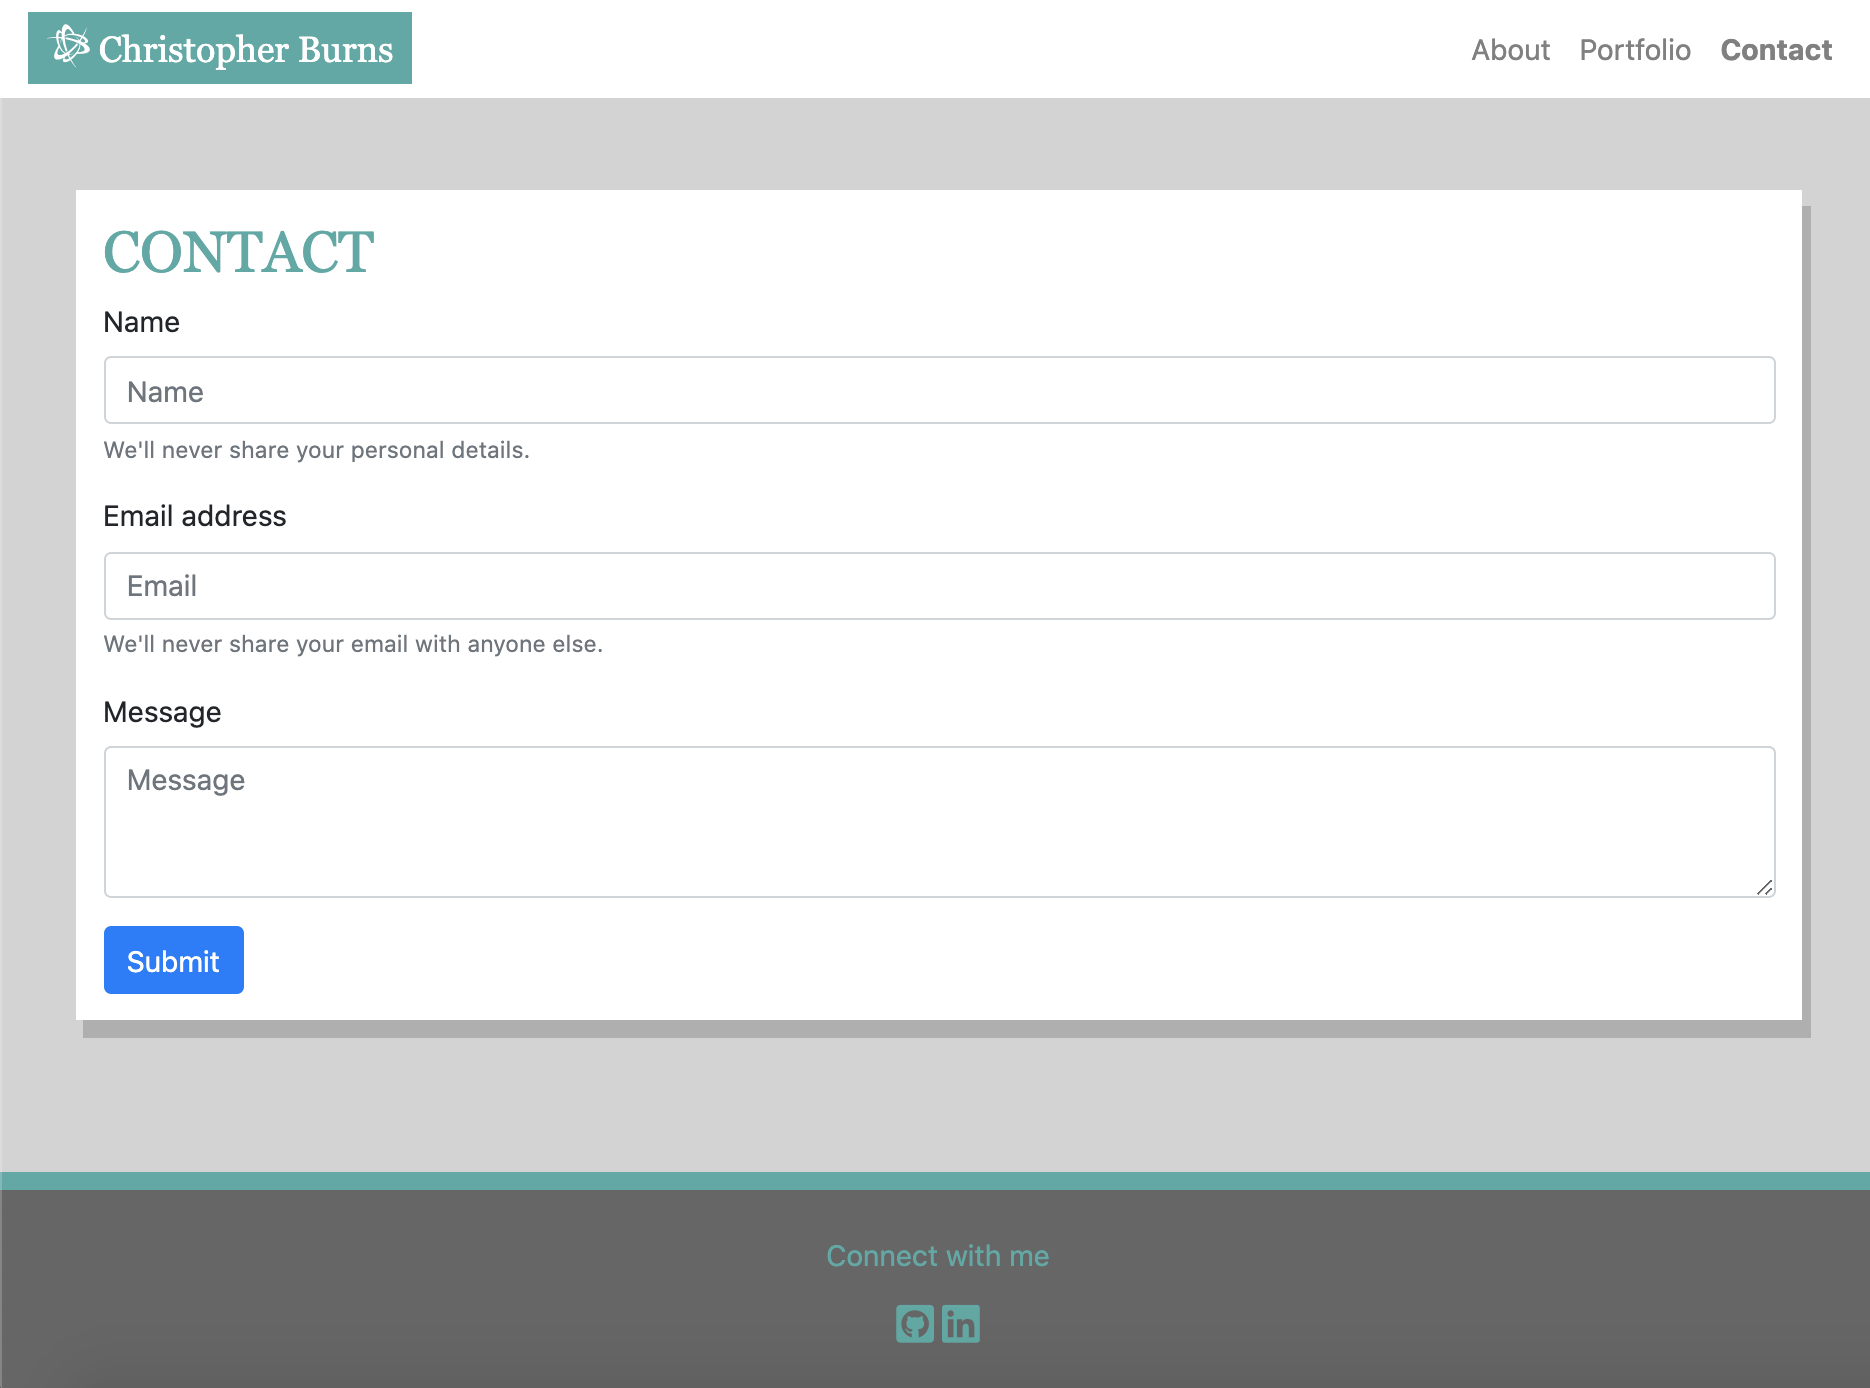 Christopher Burns
About Portfolio Contact
CONTACT
Name
Name
We'll never share your personal details.
Email address
Email
We'll never share your email with anyone else.
Message
Message
Submit
Connect with me
in